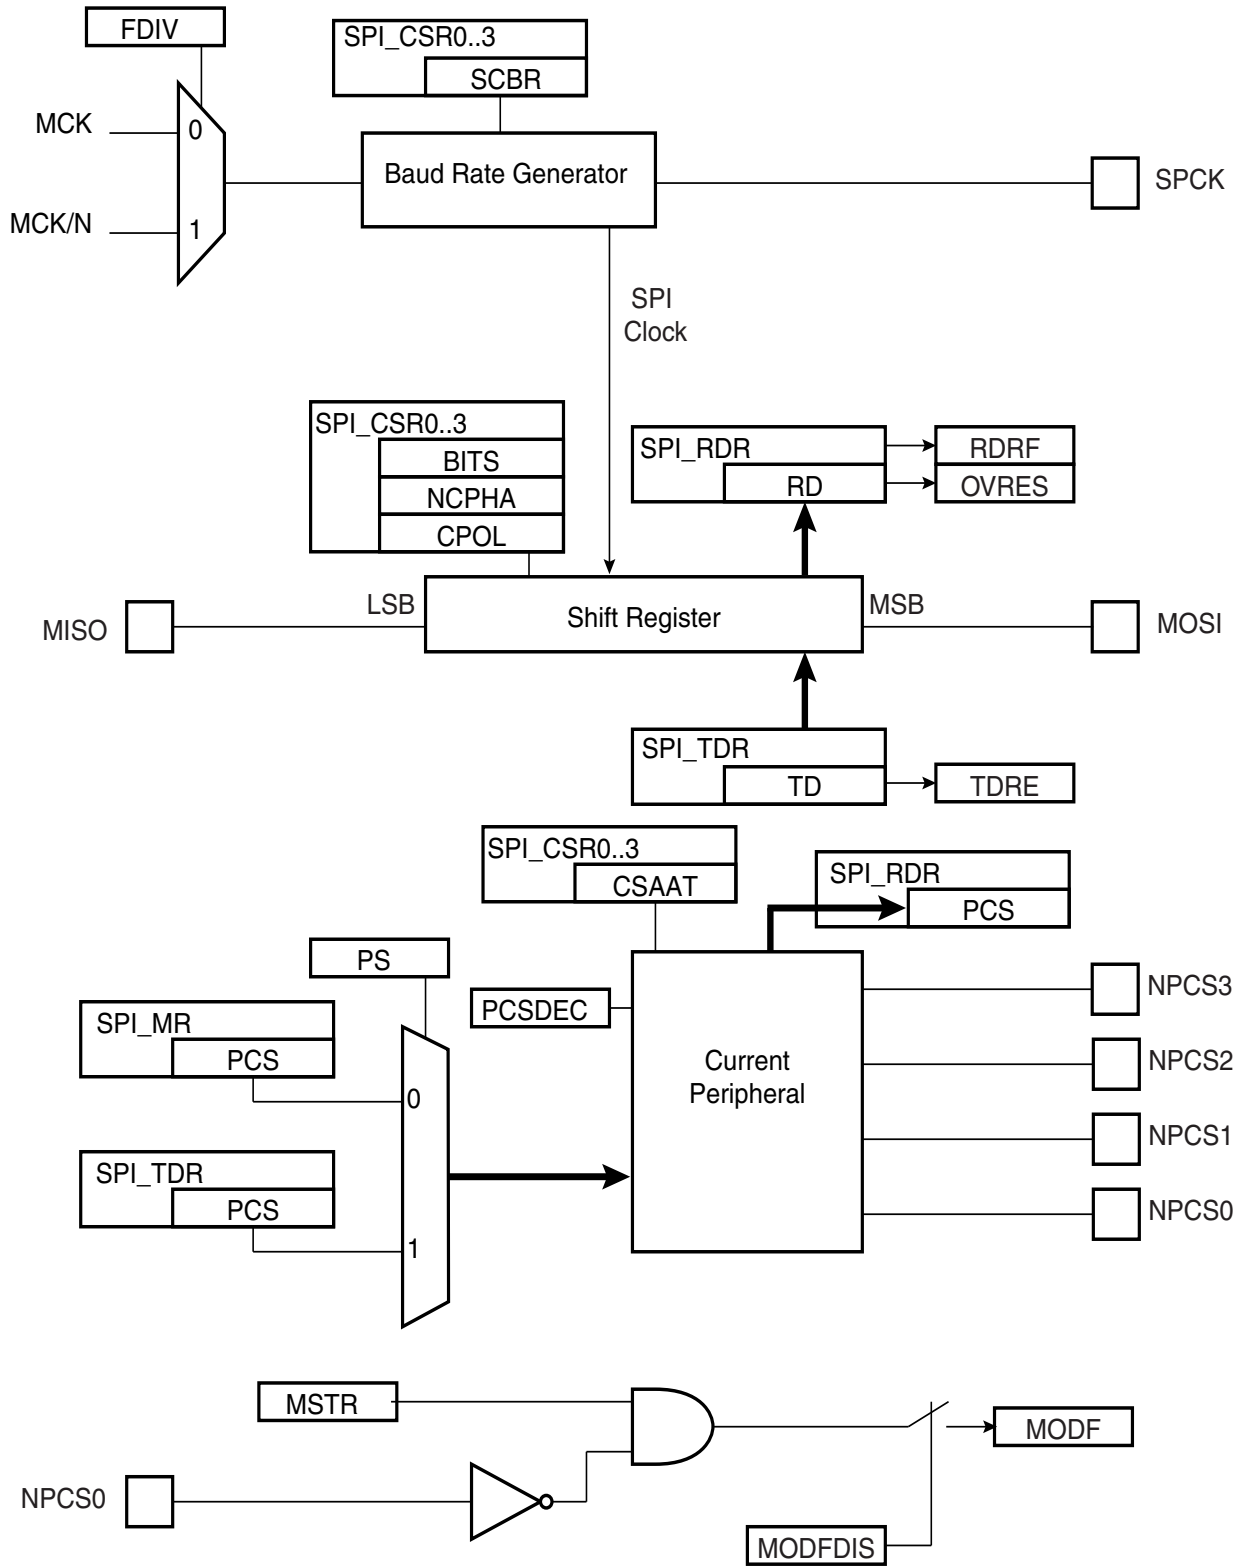 FDIV
SPI_CSR0..3
SCBR
MCK
0
Baud Rate Generator
SPCK
MCK/N
1
SPI
Clock
SPI_CSR0..3
BITS
NCPHA
CPOL
SPI_RDR
RD
RDRF
OVRES
LSB
MSB
MISO
Shift Register
MOSI
SPI_TDR
TD
TDRE
SPI_CSR0..3
CSAAT
SPI_RDR
PCS
PS
PCSDEC
NPCS3
SPI_MR
PCS
0
Current
Peripheral
NPCS2
NPCS1
SPI_TDR
PCS
1
NPCS0
MSTR
MODF
NPCS0
MODFDIS